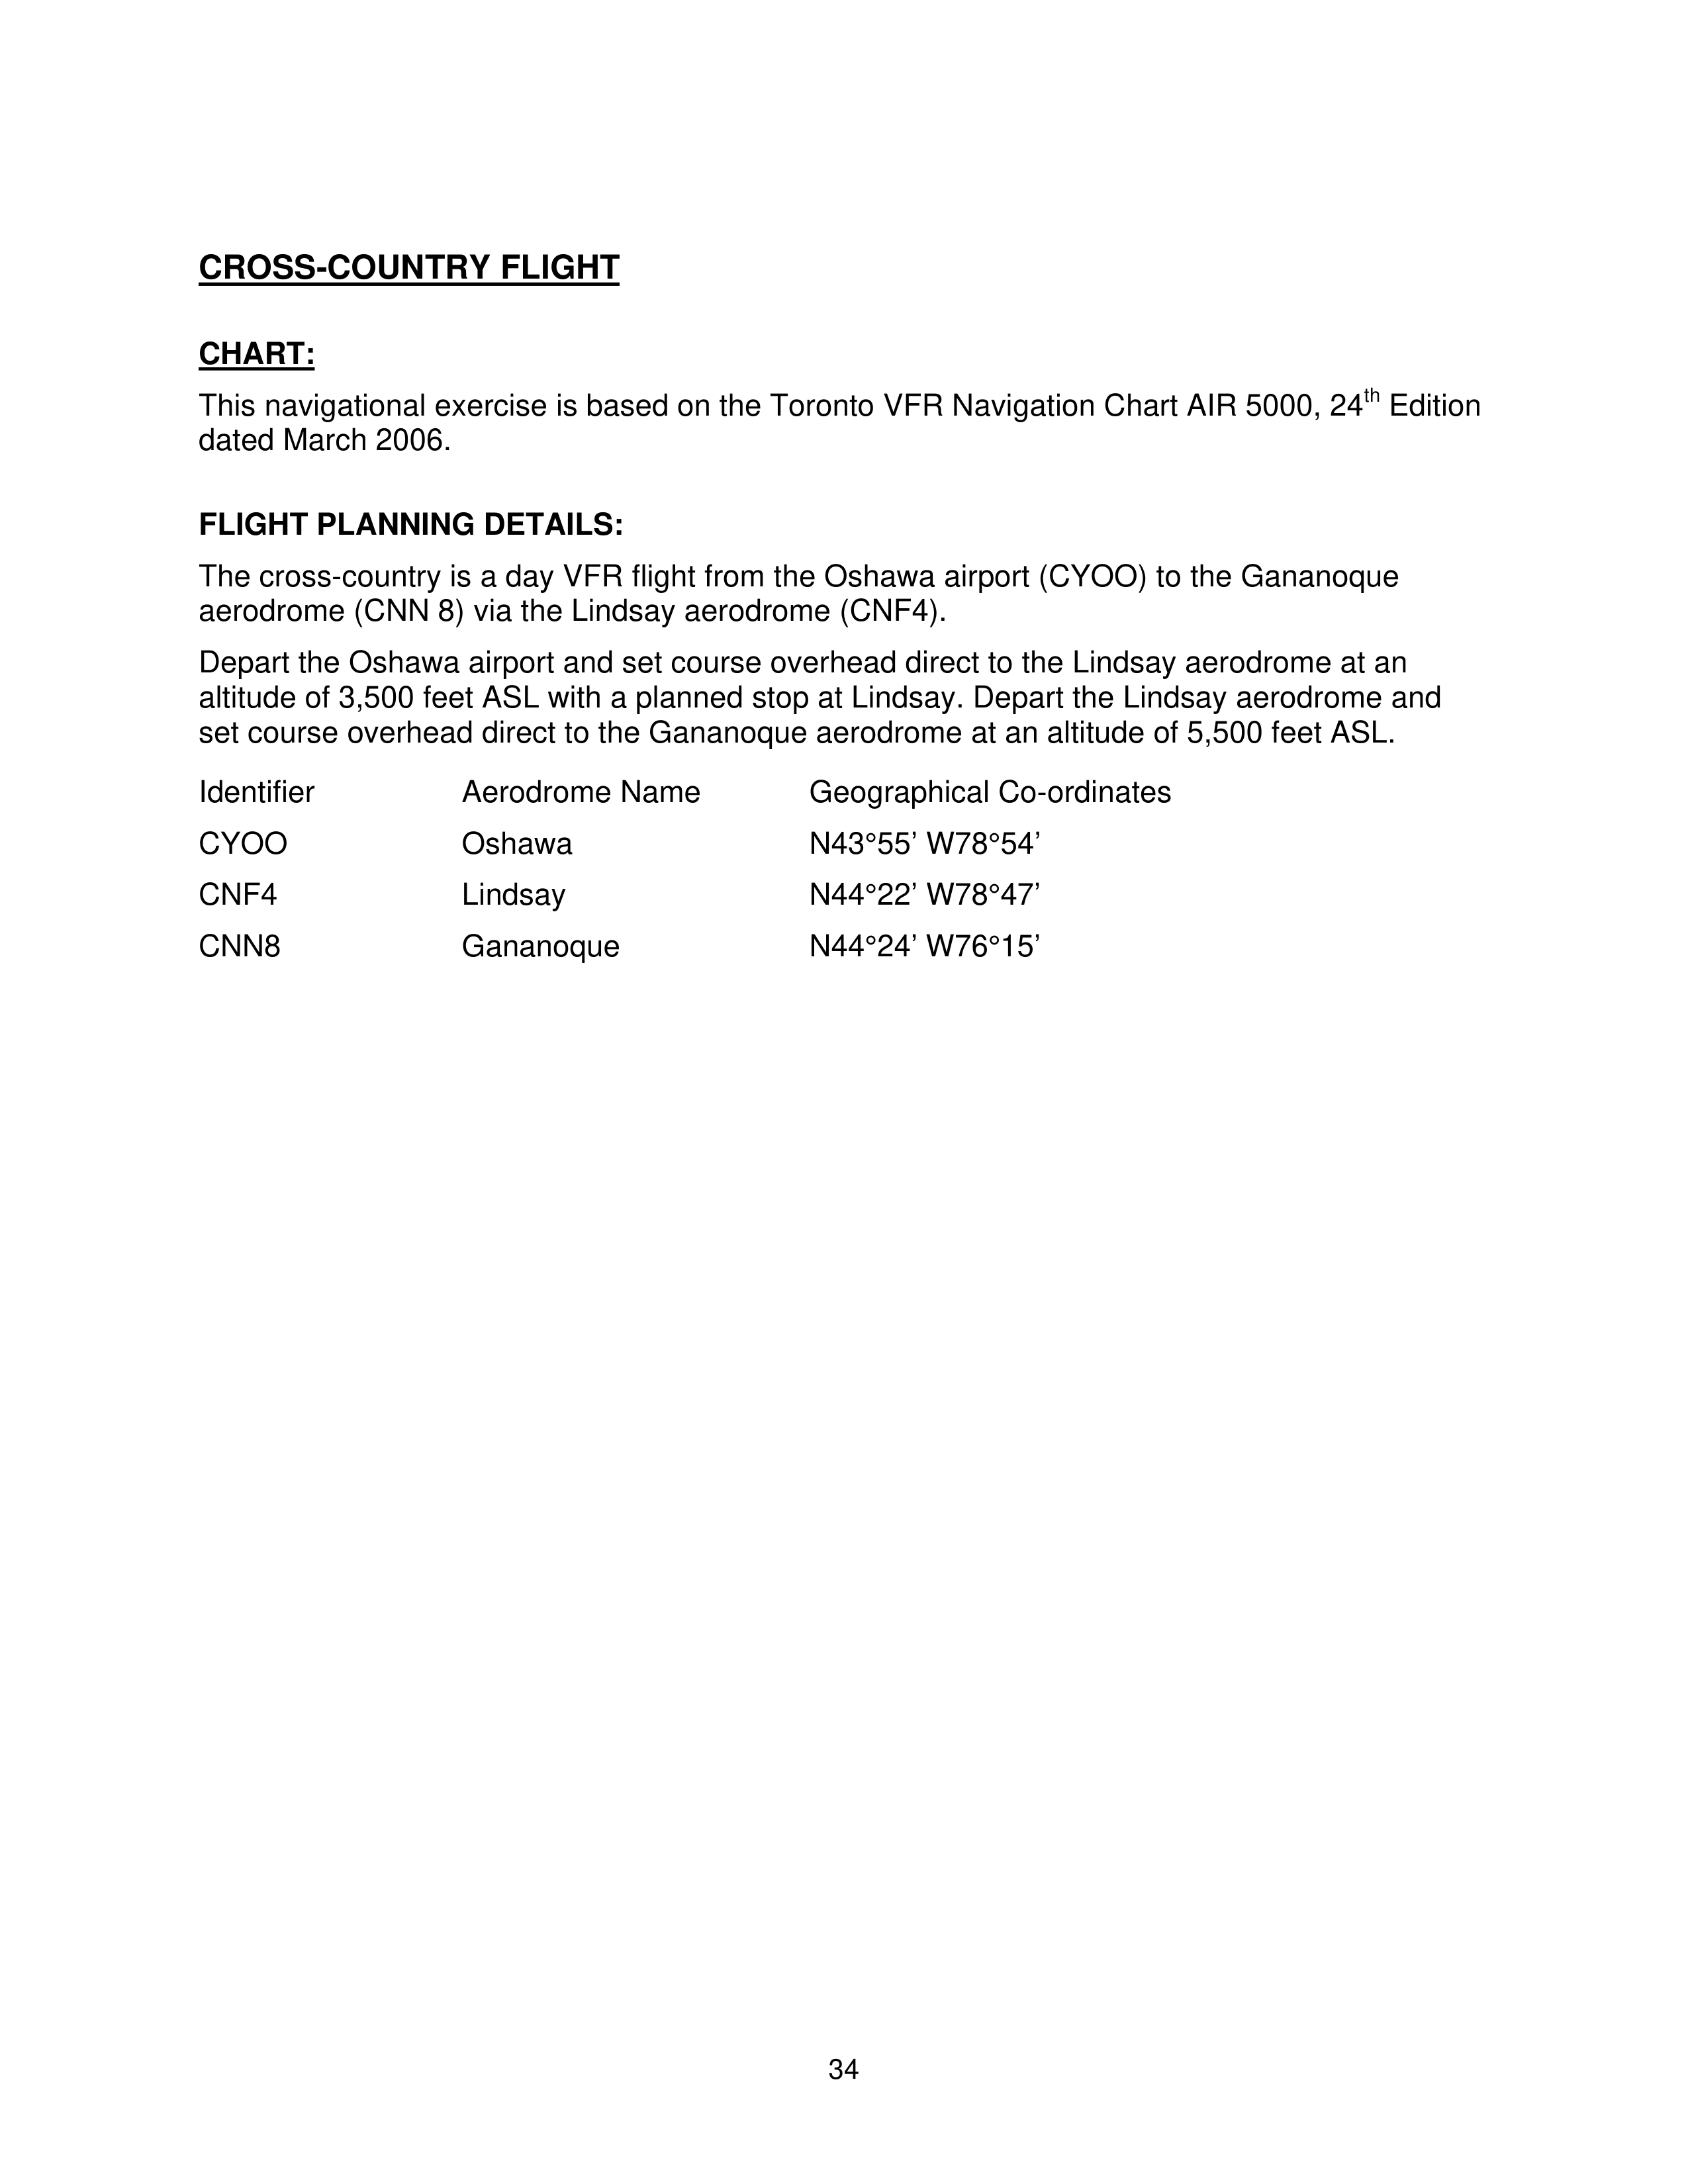 CROSS-COUNTRY FLIGHT
CHART:
This navigational exercise is based on the Toronto VFR Navigation Chart AIR 5000, 24th Edition
dated March 2006.
FLIGHT PLANNING DETAILS:
The cross-country is a day VFR flight from the Oshawa airport (CYOO) to the Gananoque
aerodrome (CNN 8) via the Lindsay aerodrome (CNF4).
Depart the Oshawa airport and set course overhead direct to the Lindsay aerodrome at an
altitude of 3,500 feet ASL with a planned stop at Lindsay. Depart the Lindsay aerodrome and
set course overhead direct to the Gananoque aerodrome at an altitude of 5,500 feet ASL.
Identifier Aerodrome Name Geographical Co-ordinates
CYOO Oshawa N43°55’ W78°54’
CNF4 Lindsay N44°22’ W78°47’
CNN8 Gananoque N44°24’ W76°15’
34